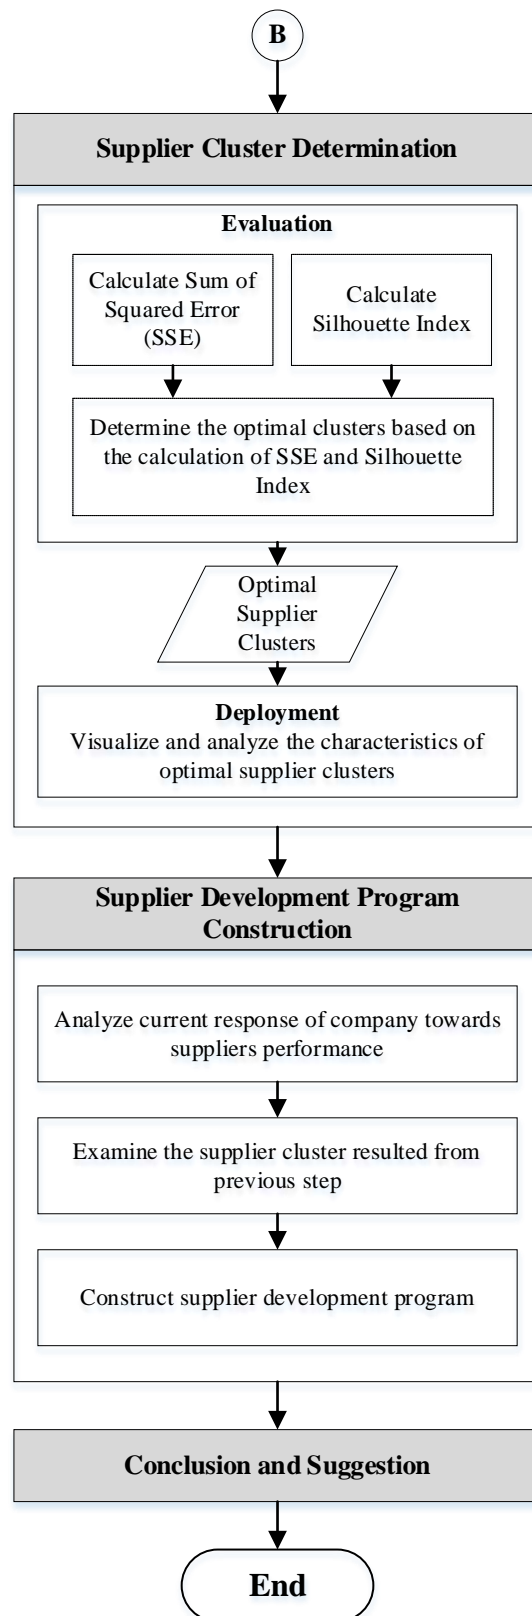 B
Supplier Cluster Determination
Evaluation
Calculate Sum of
Squared Error
(SSE)
Calculate
Silhouette Index
Determine the optimal clusters based on
the calculation of SSE and Silhouette
Index
Optimal
Supplier
Clusters
Deployment
Visualize and analyze the characteristics of
optimal supplier clusters
Supplier Development Program
Construction
Analyze current response of company towards
suppliers performance
Examine the supplier cluster resulted from
previous step
Construct supplier development program
Conclusion and Suggestion
End